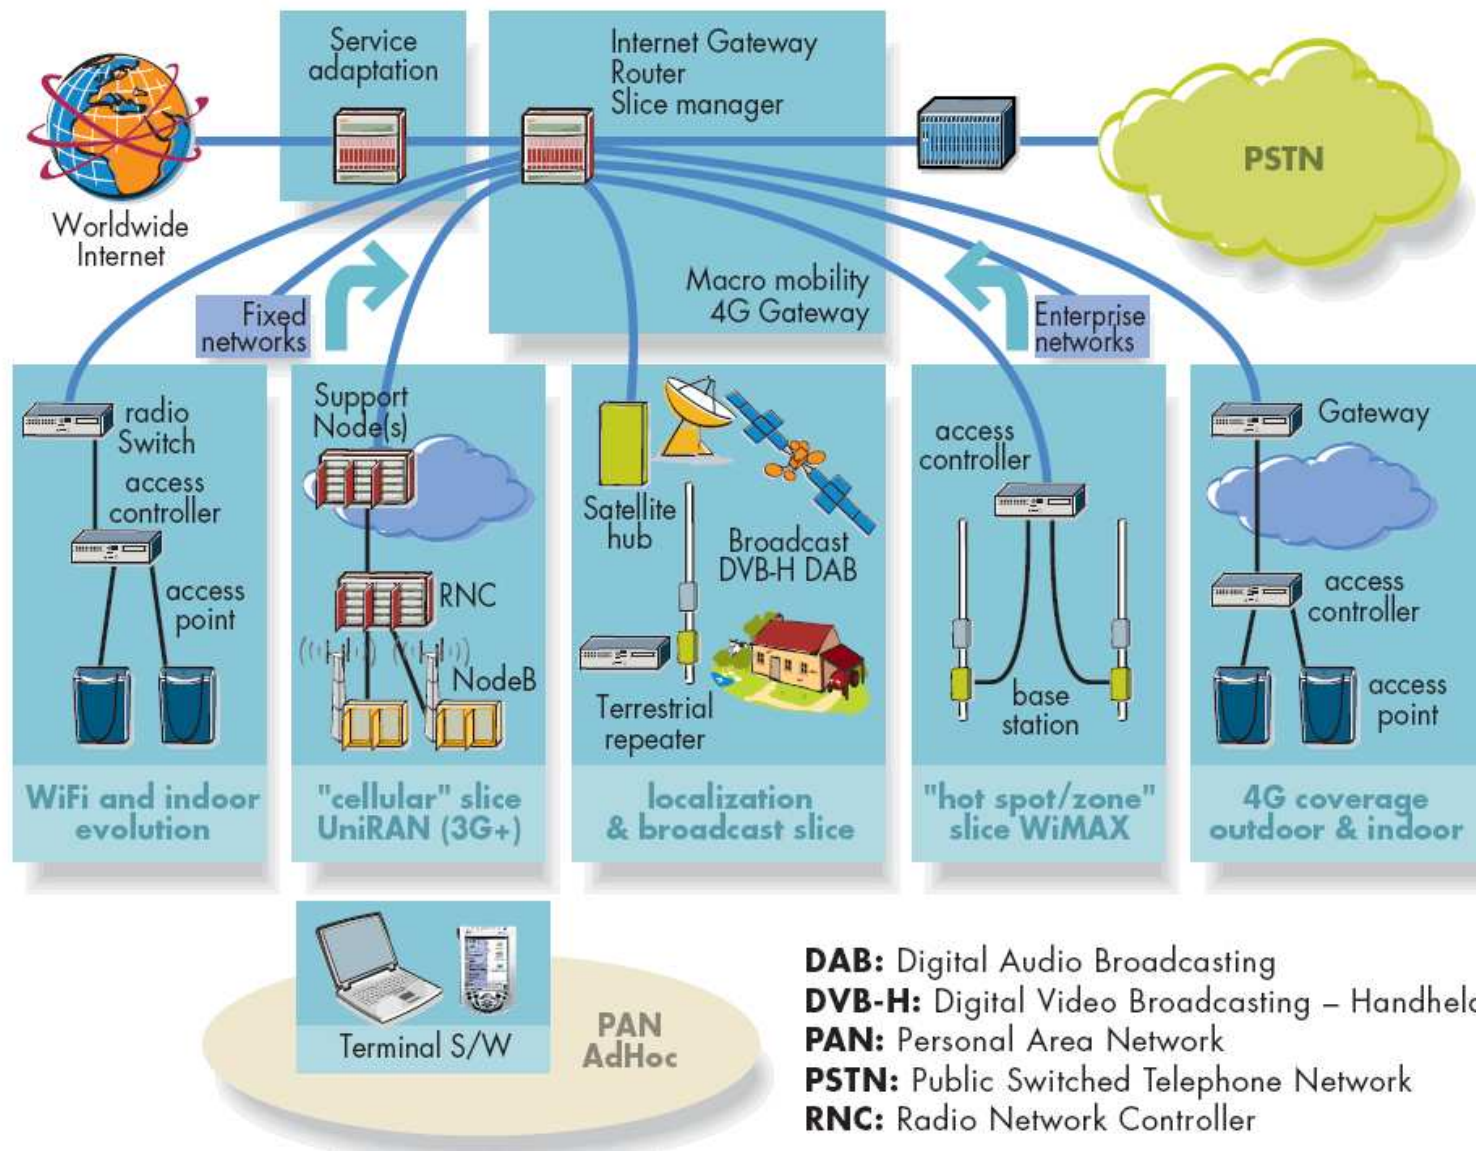 Service
adaptation
Internet Gateway
Router
Slice manager
PSTN
Worldwide
Internet
Macro mobility
4G Gateway
Fixed
networks
Enterprise
networks
radio
Switch
access
controller
access
point
WiFi and indoor
evolution
Support
Node(s)
RNC
NodeB
"cellular" slice
UniRAN (3G+)
Satellite
hub
Broadcast
DVB-H DAB
Terrestrial
repeater
localization
& broadcast slice
access
controller
base
station
"hot spot/zone"
slice WiMAX
Gateway
access
controller
access
point
4G coverage
outdoor & indoor
Terminal S/W
PAN
AdHoc
DAB: Digital Audio Broadcasting
DVB-H: Digital Video Broadcasting – Handheld
PAN: Personal Area Network
PSTN: Public Switched Telephone Network
RNC: Radio Network Controller